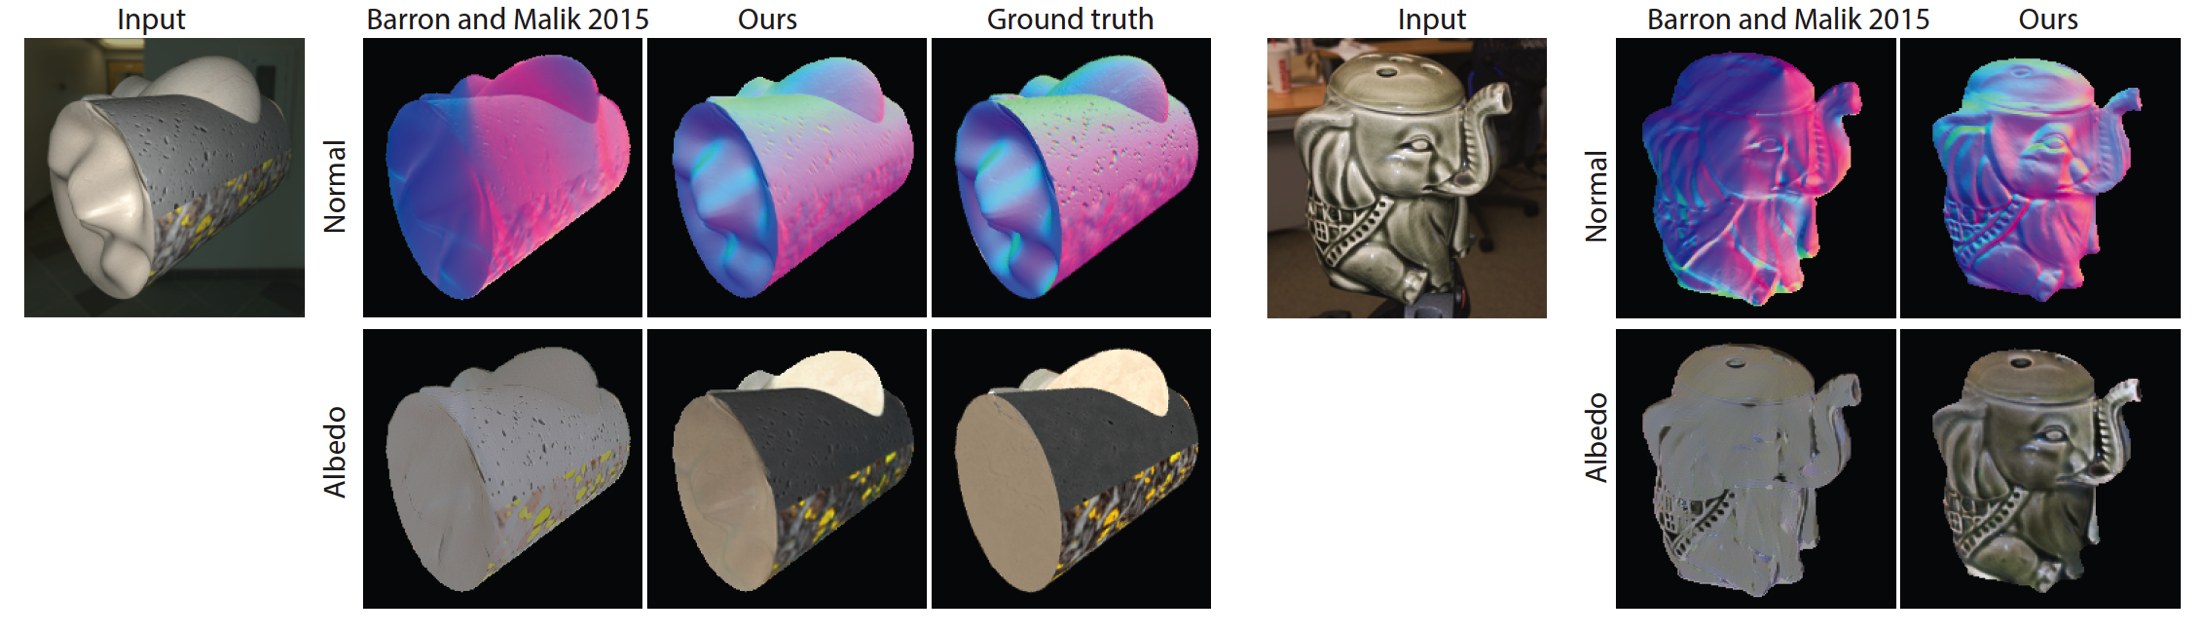 Input
Barron and Malik 2015
Ours
Ground truth
Input
Barron and Malik 2015
Ours
Normal
Normal
Albedo
Albedo